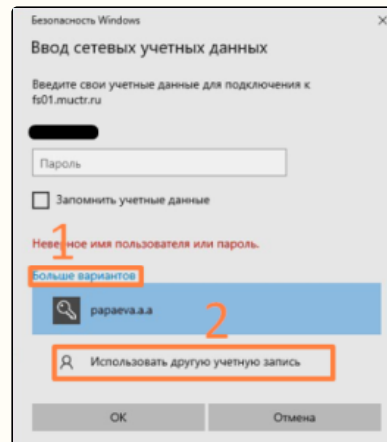 Безопасность Windows
Ввод сетевых учетных данных
Введите свои учетные данные для подключения к
fs01.muctr.ru
Пароль
Запомнить учетные данные
1
Неверное имя пользователя или пароль.
Больше вариантов
papaeva.a.a
2
Использовать другую учетную запись
ОК
Отмена